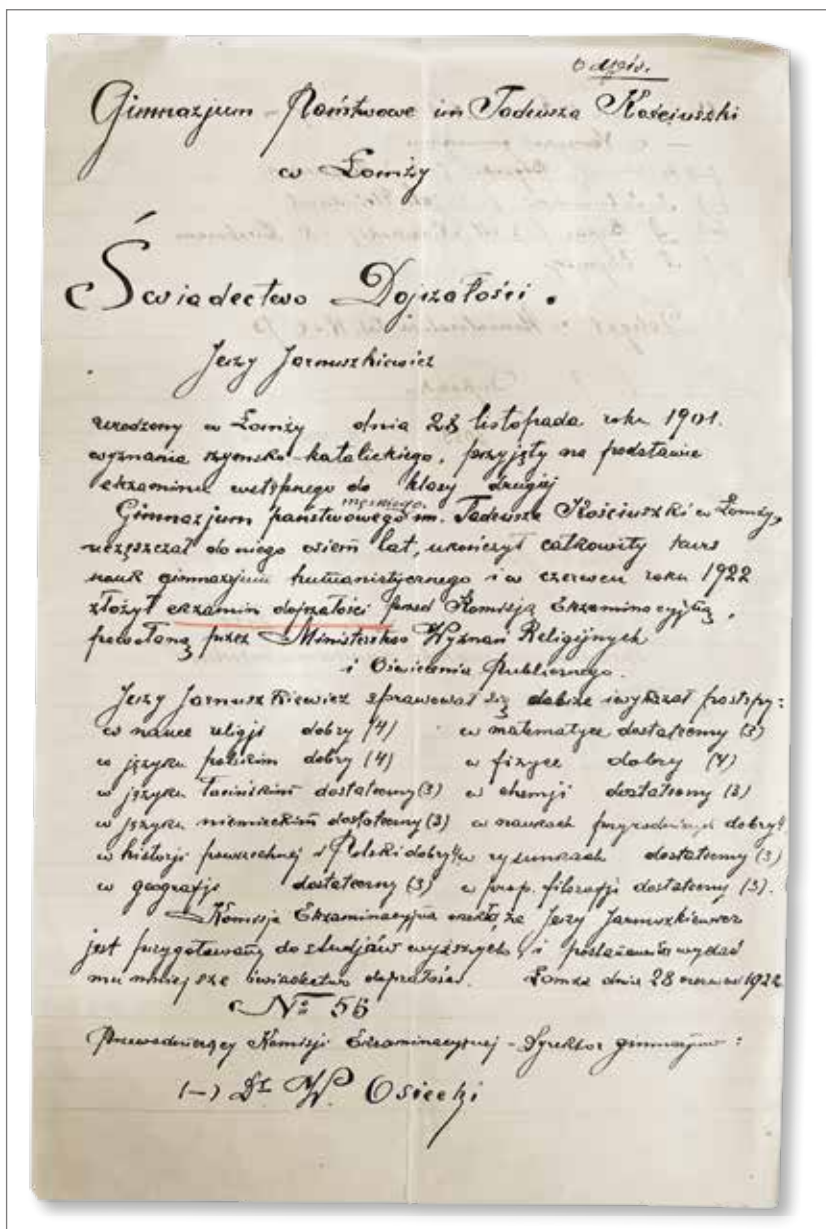 Odpis.
Gimnazjum Państwowe im Tadeusza Kościuszki
w Łomży
Świadectwo Dojrzałości.
Jerzy Jarnuszkiewicz
urodzony w Łomży dnia 28 listopada roku 1901.
wyznania rzymsko-katolickiego, przyjęty na podstawie
egzaminu wstępnego do klasy drugiej
męskiego
Gimnazjum państwowego im. Tadeusza Kościuszki w Łomży,
uczęszczał do niego osiem lat, ukończył całkowity kurs
nauk gimnazjum humanistycznego i w czerwcu roku 1922
złożył egzamin dojrzałości przed Komisją Egzaminacyjną,
powołaną przez Ministerstwo Wyznań Religijnych
i Oświecenia Publicznego.
Jerzy Jarnuszkiewicz sprawował się dobrze i wykazał postępy:
w nauce religji dobry (4) w matematyce dostateczny (3)
w języku polskim dobry (4) w fizyce dobry (4)
w języku łacińskim dostateczny (3) w chemji dostateczny (3)
w języku niemieckim dostateczny (3) w naukach przyrodniczych dobry 4
w historji powszechnej i Polski dobry 4 w rysunkach dostateczny (3)
w geografji dostateczny (3) w prop. filozofji dostateczny (3).
Komisja Egzaminacyjna orzekła, że Jerzy Jarnuszkiewicz
jest przygotowany do studjów wyższych i postanowiła wydać
mu niniejsze świadectwo dojrzałości. Łomża dnia 28 czerwca 1922
№ 56
Przewodniczący Komisji Egzaminacyjnej - Dyrektor gimnazjum:
(-) Dr W. Osiecki